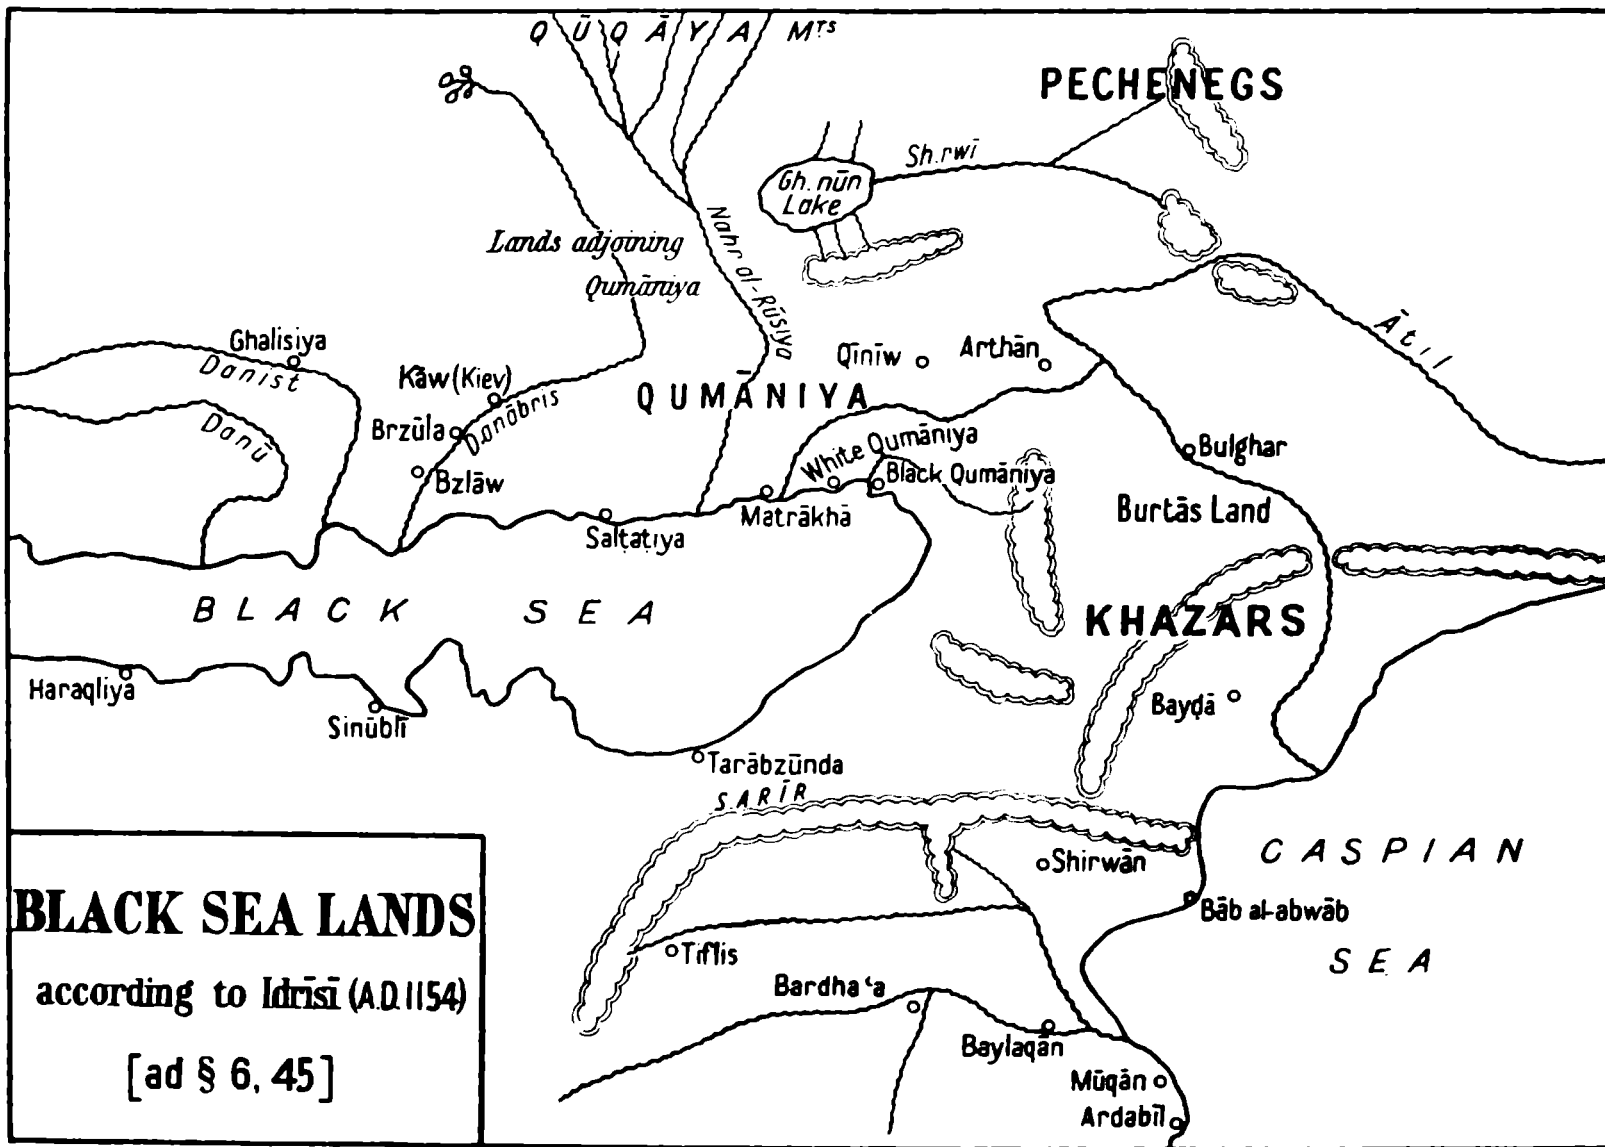 QŪQĀYA Mᵀˢ
PECHENEGS
Sh.rwī
Gh. nūn
Lake
Nahr al-Rūsiya
Lands adjoining
Qumāniya
Ātil
Ghalisiya
Danist
Qīnīw
Arthān
Kāw (Kiev)
QUMĀNIYA
Danābris
Brzūla
Danū
White Qumāniya
Bulghar
Bzlāw
Black Qumāniya
Matrākhā
Burtās Land
Salṭaṭiya
BLACK SEA
KHAZARS
Haraqliya
Bayḍā
Sinūblī
Tarābzūnda
SARĪR
CASPIAN
Shirwān
Bāb al-abwāb
SEA
Tiflis
Bardhaʻa
Baylaqān
Mūqān
Ardabīl
BLACK SEA LANDS
according to Idrīsī (A.D. 1154)
[ad § 6, 45]